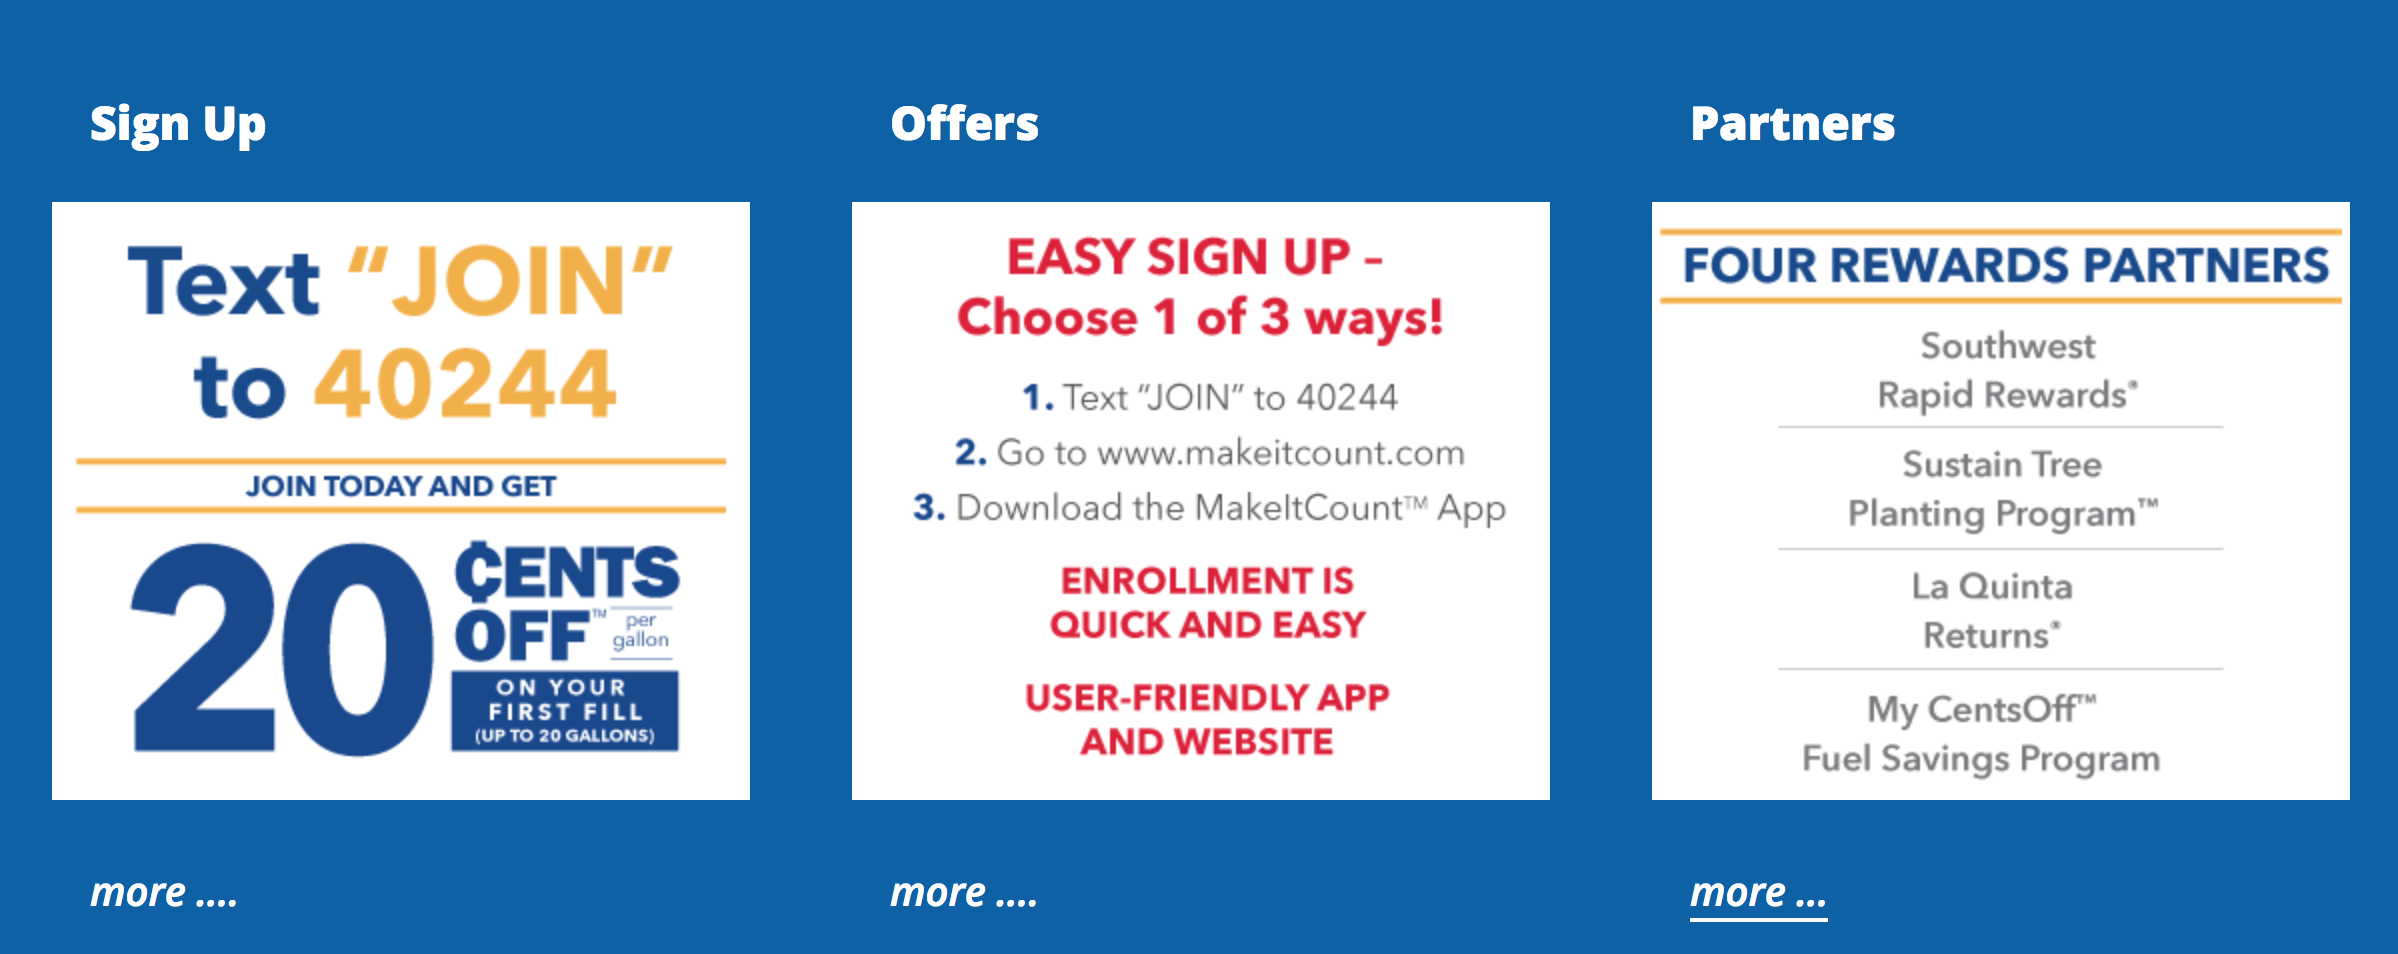 Sign Up
Text “JOIN”
to 40244
JOIN TODAY AND GET
20 ¢ENTS
OFF™ per
gallon
ON YOUR
FIRST FILL
(UP TO 20 GALLONS)
more ....
Offers
EASY SIGN UP –
Choose 1 of 3 ways!
1. Text “JOIN” to 40244
2. Go to www.makeitcount.com
3. Download the MakeItCount™ App
ENROLLMENT IS
QUICK AND EASY
USER-FRIENDLY APP
AND WEBSITE
more ....
Partners
FOUR REWARDS PARTNERS
Southwest
Rapid Rewards®
Sustain Tree
Planting Program™
La Quinta
Returns®
My CentsOff™
Fuel Savings Program
more ...